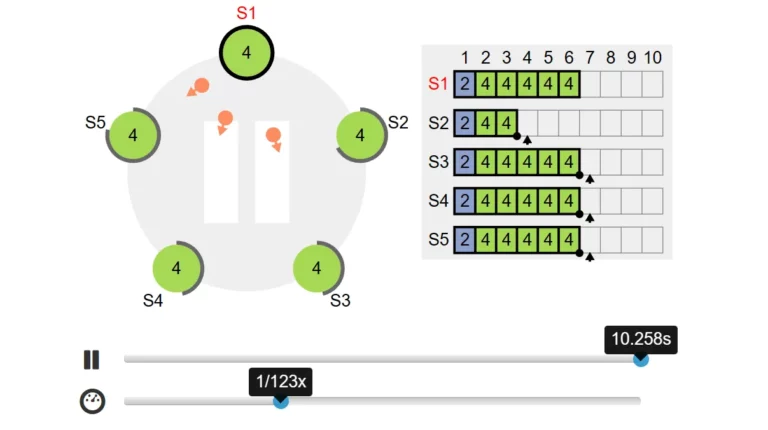 S1
4
S5
4
4
S2
4
S4
4
S3
1 2 3 4 5 6 7 8 9 10
S1 2 4 4 4 4 4
S2 2 4 4
S3 2 4 4 4 4 4
S4 2 4 4 4 4 4
S5 2 4 4 4 4 4
10.258s
1/123x